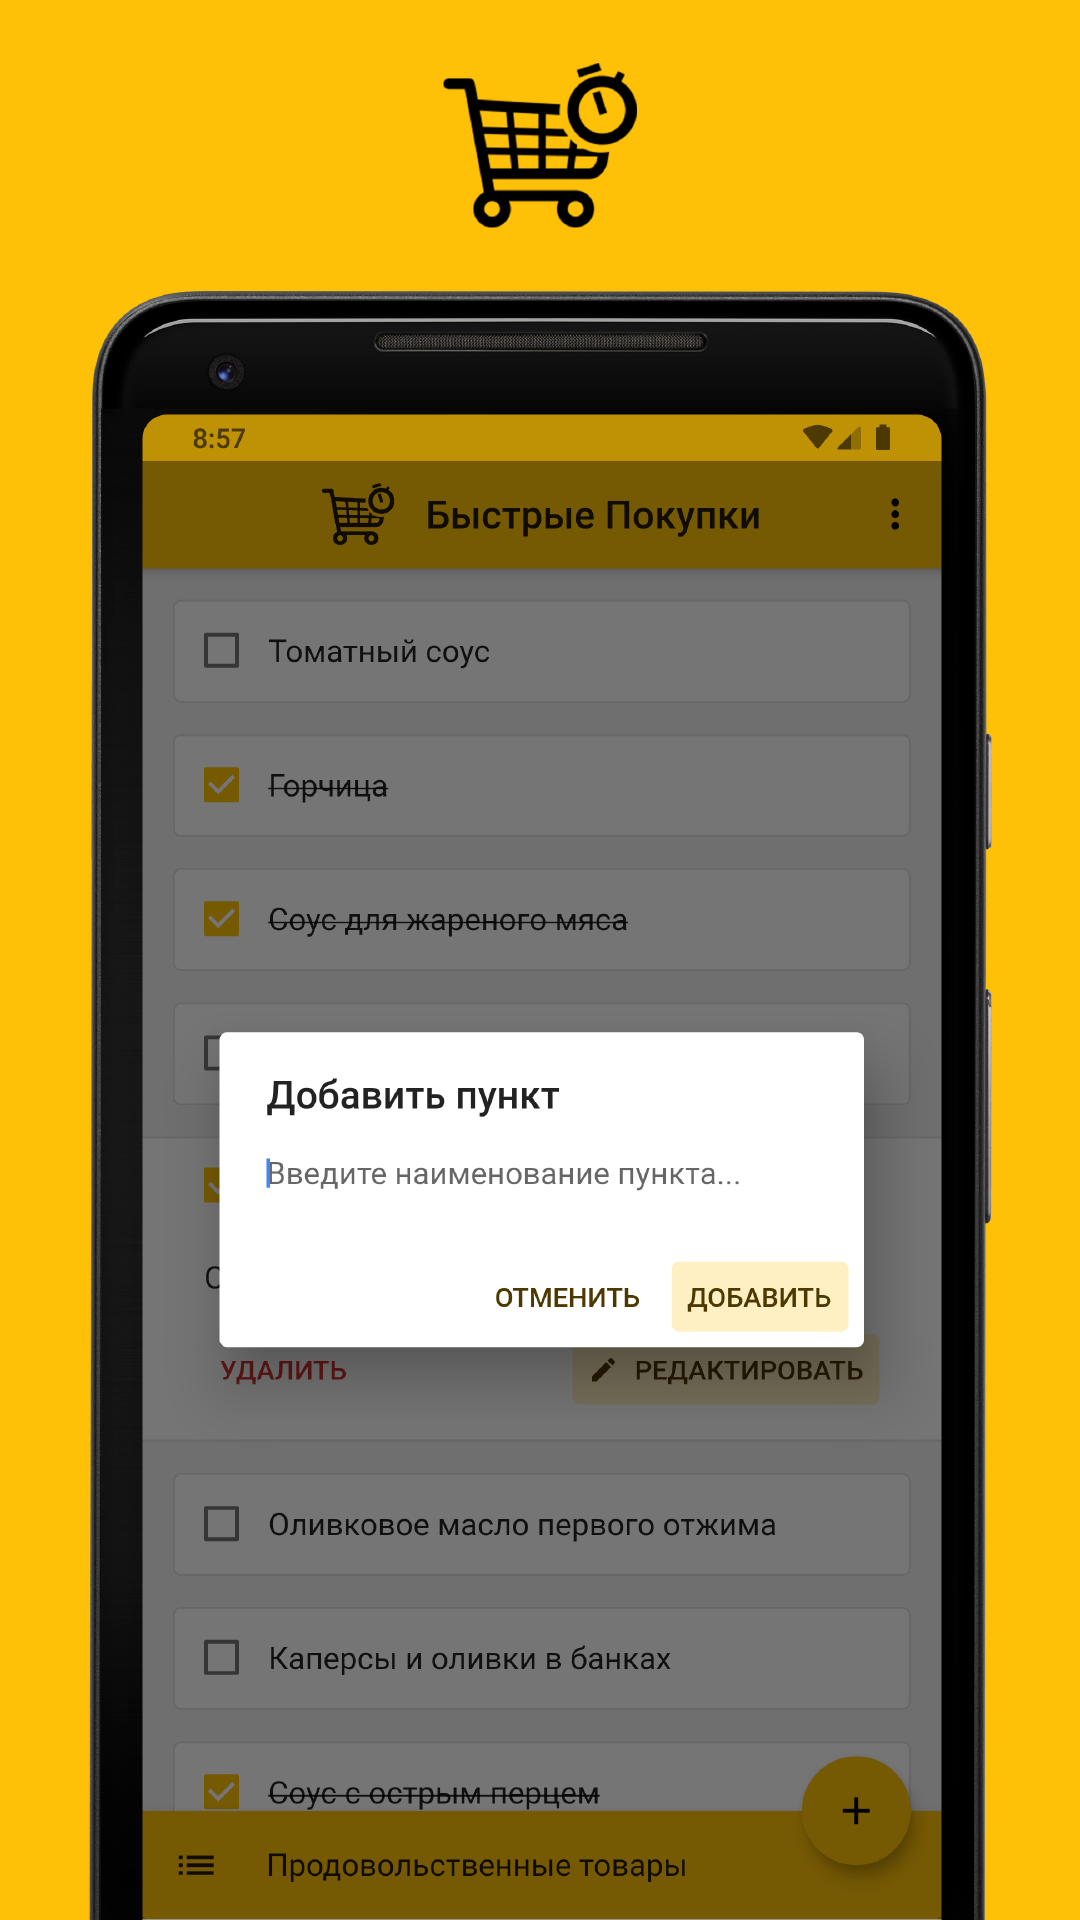 8:57
Быстрые Покупки
Томатный соус
Горчица
Соус для жареного мяса
Добавить пункт
Введите наименование пункта...
ОТМЕНИТЬ ДОБАВИТЬ
УДАЛИТЬ РЕДАКТИРОВАТЬ
Оливковое масло первого отжима
Каперсы и оливки в банках
Соус с острым перцем
Продовольственные товары